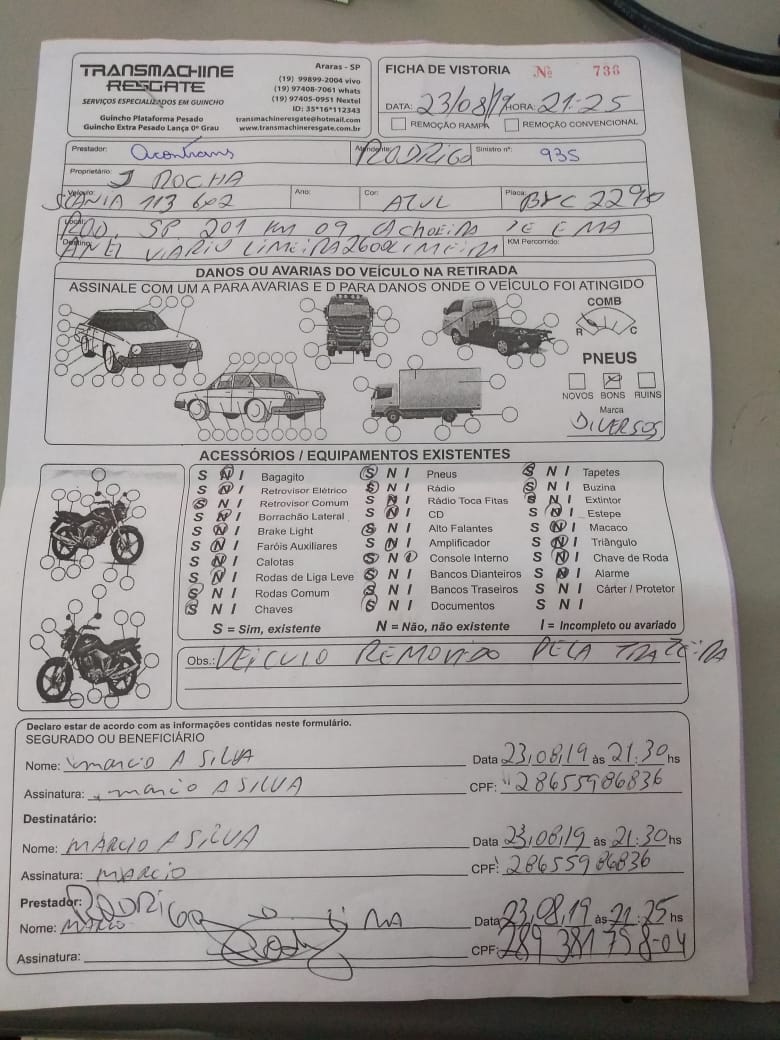 TRANSMACHINE
RESGATE
SERVIÇOS ESPECIALIZADOS EM GUINCHO
Guincho Plataforma Pesado
Guincho Extra Pesado Lança 0º Grau
Araras - SP
(19) 99899-2004 vivo
(19) 97408-7061 whats
(19) 97405-0951 Nextel
ID: 35*16*112343
transmachineresgate@hotmail.com
www.transmachineresgate.com.br
FICHA DE VISTORIA Nº 736
DATA: 23/08/19 HORA: 21:25
REMOÇÃO RAMPA REMOÇÃO CONVENCIONAL
Prestador: acontrans Atendente: RODRIGO Sinistro nº: 935
Proprietário: J ROCHA
Veículo: SCANIA 113 602 Ano: Cor: AZUL Placa: BYC 2290
Local: ROD. SP 201 KM 09 CACHOEIRA DE EMA
Destino: ANEL VIARIO LIMEIRA 2600 LIMEIRA KM Percorrido:
DANOS OU AVARIAS DO VEÍCULO NA RETIRADA
ASSINALE COM UM A PARA AVARIAS E D PARA DANOS ONDE O VEÍCULO FOI ATINGIDO
COMB
R C
PNEUS
NOVOS BONS RUINS
Marca
DIVERSOS
ACESSÓRIOS / EQUIPAMENTOS EXISTENTES
S N I Bagagito S N I Pneus S N I Tapetes
S N I Retrovisor Elétrico S N I Rádio S N I Buzina
S N I Retrovisor Comum S N I Rádio Toca Fitas S N I Extintor
S N I Borrachão Lateral S N I CD S N I Estepe
S N I Brake Light S N I Alto Falantes S N I Macaco
S N I Faróis Auxiliares S N I Amplificador S N I Triângulo
S N I Calotas S N I Console Interno S N I Chave de Roda
S N I Rodas de Liga Leve S N I Bancos Dianteiros S N I Alarme
S N I Rodas Comum S N I Bancos Traseiros S N I Cárter / Protetor
S N I Chaves S N I Documentos S N I
S = Sim, existente N = Não, não existente I = Incompleto ou avariado
Obs.: VEICULO REMOVIDO PELA TRAZEIRA
Declaro estar de acordo com as informações contidas neste formulário.
SEGURADO OU BENEFICIÁRIO
Nome: marcio A SILVA Data 23,08,19 às 21:30 hs
Assinatura: marcio A SILVA CPF: 28655986836
Destinatário:
Nome: MARCIO A SILVA Data 23,08,19 às 21:30 hs
Assinatura: MARCIO CPF: 28655986836
Prestador: RODRIGO
Nome: MARCIO Data 23,08,19 às 21:25 hs
Assinatura: CPF: 289 381 758-04